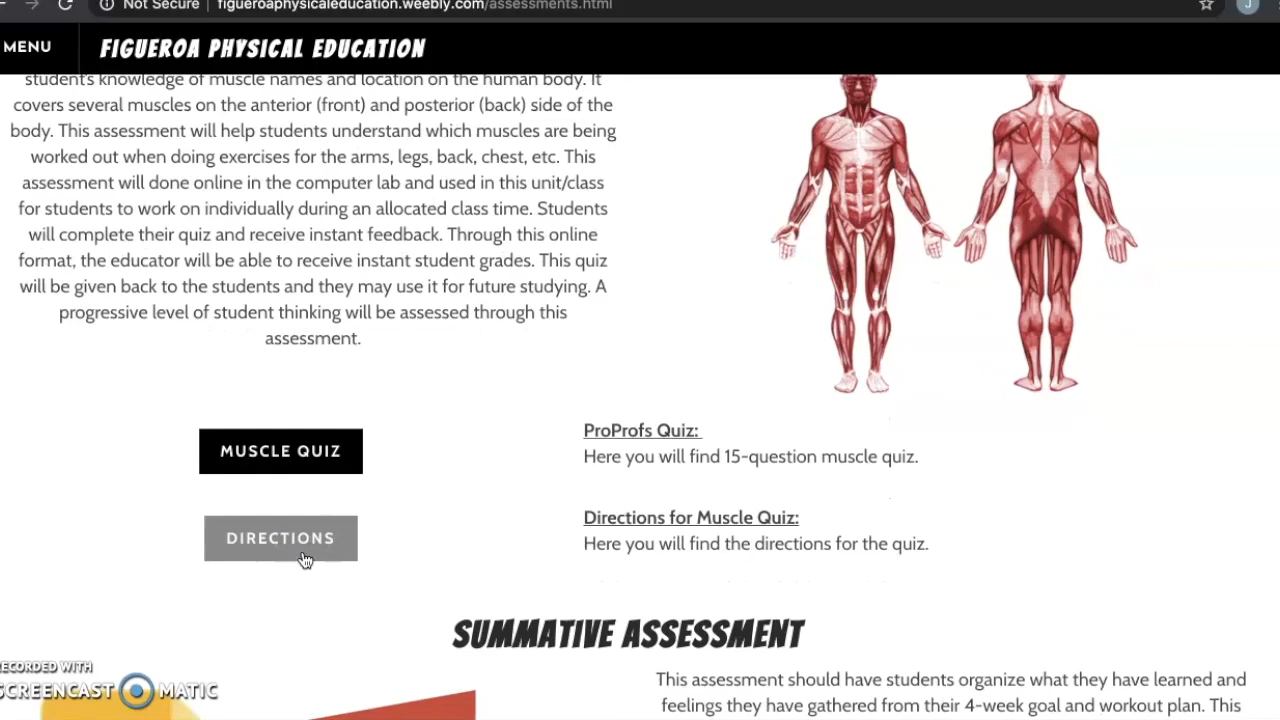 Not Secure figueroaphysicaleducation.weebly.com/assessments.html
J
MENU
FIGUEROA PHYSICAL EDUCATION
student's knowledge of muscle names and location on the human body. It
covers several muscles on the anterior (front) and posterior (back) side of the
body. This assessment will help students understand which muscles are being
worked out when doing exercises for the arms, legs, back, chest, etc. This
assessment will done online in the computer lab and used in this unit/class
for students to work on individually during an allocated class time. Students
will complete their quiz and receive instant feedback. Through this online
format, the educator will be able to receive instant student grades. This quiz
will be given back to the students and they may use it for future studying. A
progressive level of student thinking will be assessed through this
assessment.
MUSCLE QUIZ
ProProfs Quiz:
Here you will find 15-question muscle quiz.
DIRECTIONS
Directions for Muscle Quiz:
Here you will find the directions for the quiz.
SUMMATIVE ASSESSMENT
This assessment should have students organize what they have learned and
feelings they have gathered from their 4-week goal and workout plan. This
RECORDED WITH
SCREENCAST MATIC